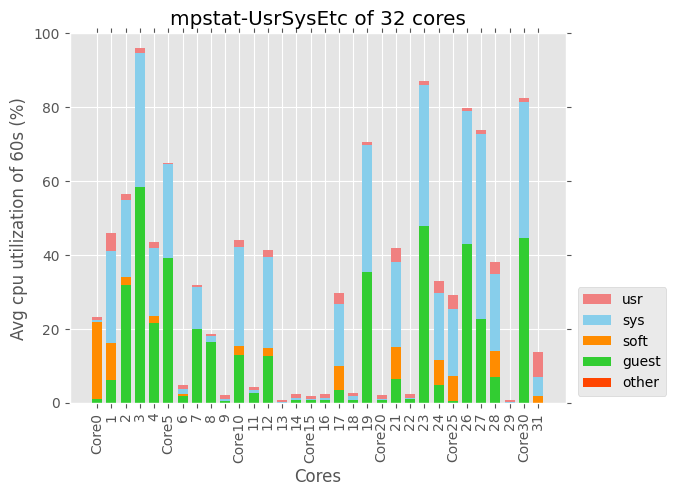 mpstat-UsrSysEtc of 32 cores
Avg cpu utilization of 60s (%)
100
80
60
40
20
0
Core0
1
2
3
4
Core5
6
7
8
9
Core10
11
12
13
14
Core15
16
17
18
19
Core20
21
22
23
24
Core25
26
27
28
29
Core30
31
Cores
usr
sys
soft
guest
other